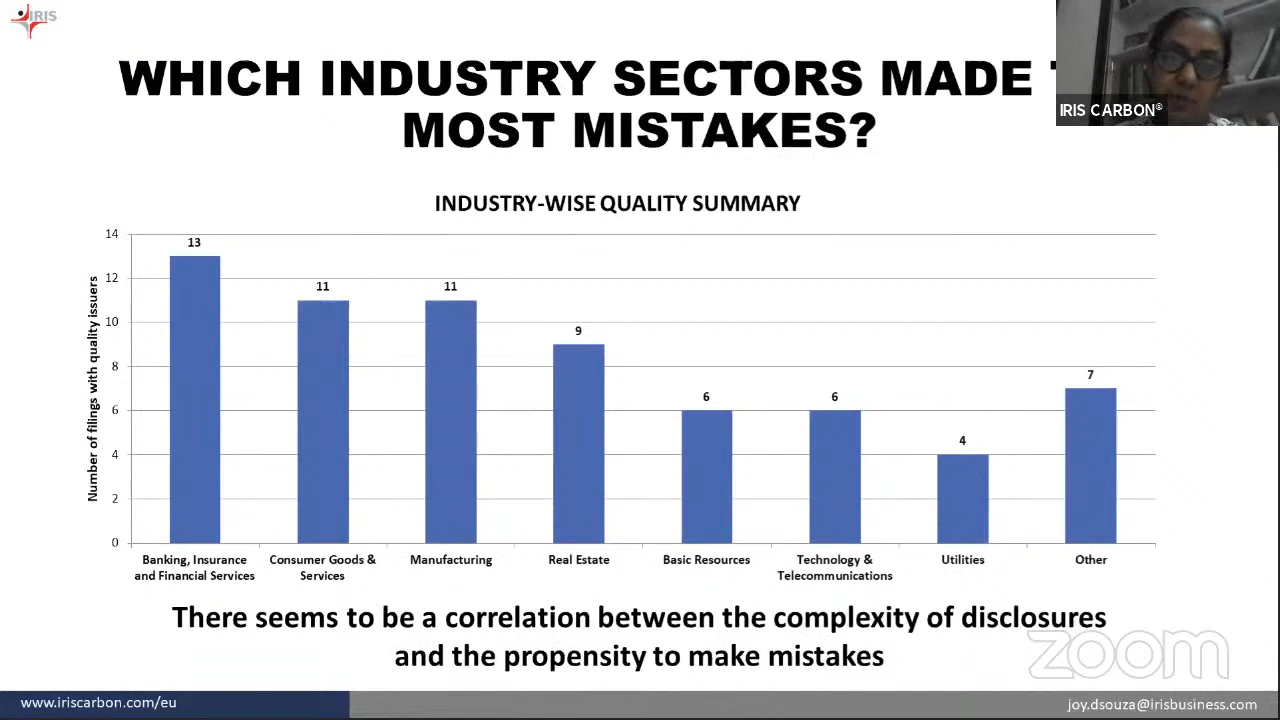 IRIS
WHICH INDUSTRY SECTORS MADE
MOST MISTAKES?
IRIS CARBON®
INDUSTRY-WISE QUALITY SUMMARY
Number of filings with quality issuers
14
12
10
8
6
4
2
0
13
11
11
9
6
6
4
7
Banking, Insurance
and Financial Services
Consumer Goods &
Services
Manufacturing
Real Estate
Basic Resources
Technology &
Telecommunications
Utilities
Other
There seems to be a correlation between the complexity of disclosures
and the propensity to make mistakes
zoom
www.iriscarbon.com/eu
joy.dsouza@irisbusiness.com